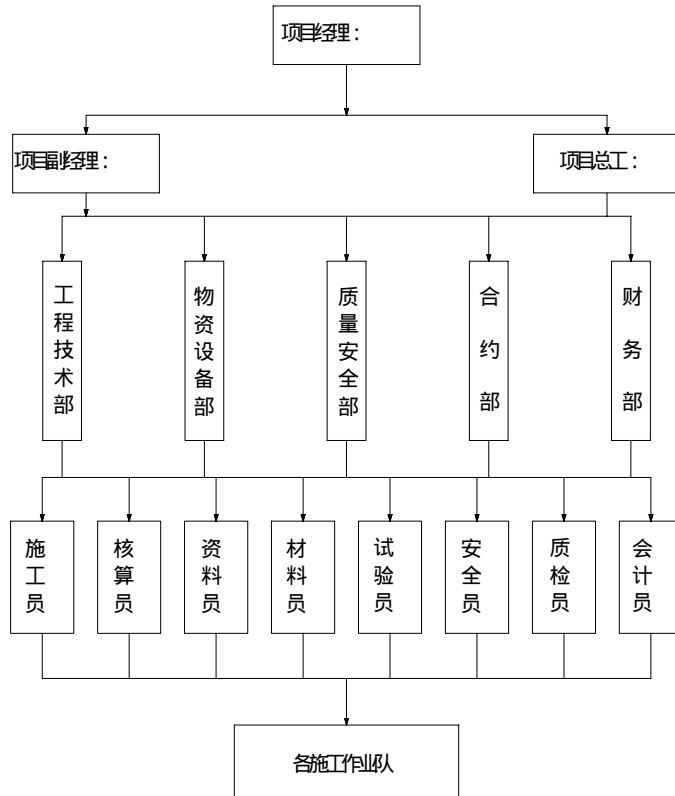 项目经理：
项目副经理：
项目总工：
工程技术部
物资设备部
质量安全部
合约部
财务部
施工员
核算员
资料员
材料员
试验员
安全员
质检员
会计员
各施工作业队